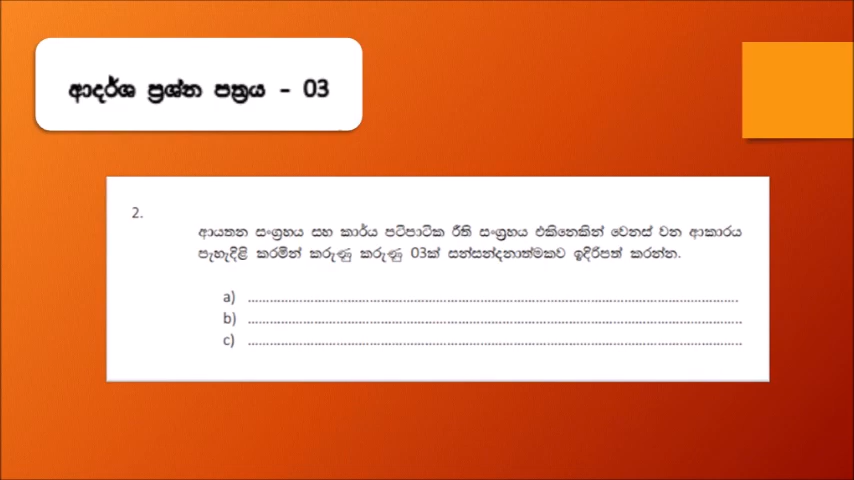 ආදර්ශ ප්‍රශ්න පත්‍රය - 03
2.
ආයතන සංග්‍රහය සහ කාර්ය පටිපාටික රීති සංග්‍රහය එකිනෙකින් වෙනස් වන ආකාරය
පැහැදිළි කරමින් කරුණු කරුණු 03ක් සන්සන්දනාත්මකව ඉදිරිපත් කරන්න.
a) ........................................................................
b) ........................................................................
c) ........................................................................